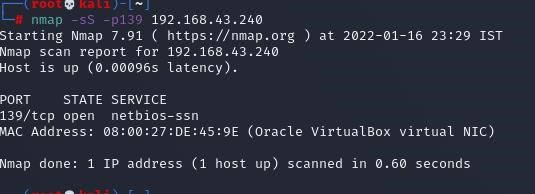 (root💀kali)-[~]
# nmap -sS -p139 192.168.43.240
Starting Nmap 7.91 ( https://nmap.org ) at 2022-01-16 23:29 IST
Nmap scan report for 192.168.43.240
Host is up (0.00096s latency).
PORT    STATE SERVICE
139/tcp open  netbios-ssn
MAC Address: 08:00:27:DE:45:9E (Oracle VirtualBox virtual NIC)
Nmap done: 1 IP address (1 host up) scanned in 0.60 seconds
(root💀kali)-[~]